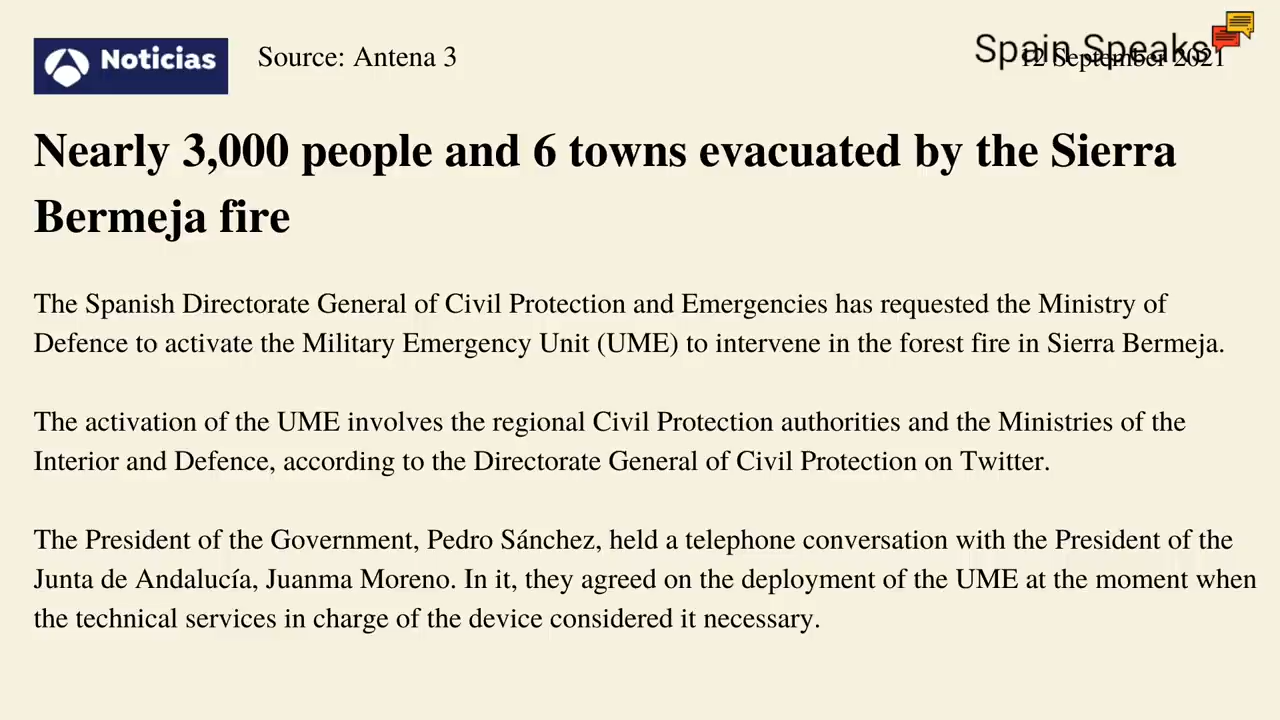 Noticias
Source: Antena 3
Spain Speaks
12 September 2021
Nearly 3,000 people and 6 towns evacuated by the Sierra
Bermeja fire
The Spanish Directorate General of Civil Protection and Emergencies has requested the Ministry of
Defence to activate the Military Emergency Unit (UME) to intervene in the forest fire in Sierra Bermeja.
The activation of the UME involves the regional Civil Protection authorities and the Ministries of the
Interior and Defence, according to the Directorate General of Civil Protection on Twitter.
The President of the Government, Pedro Sánchez, held a telephone conversation with the President of the
Junta de Andalucía, Juanma Moreno. In it, they agreed on the deployment of the UME at the moment when
the technical services in charge of the device considered it necessary.